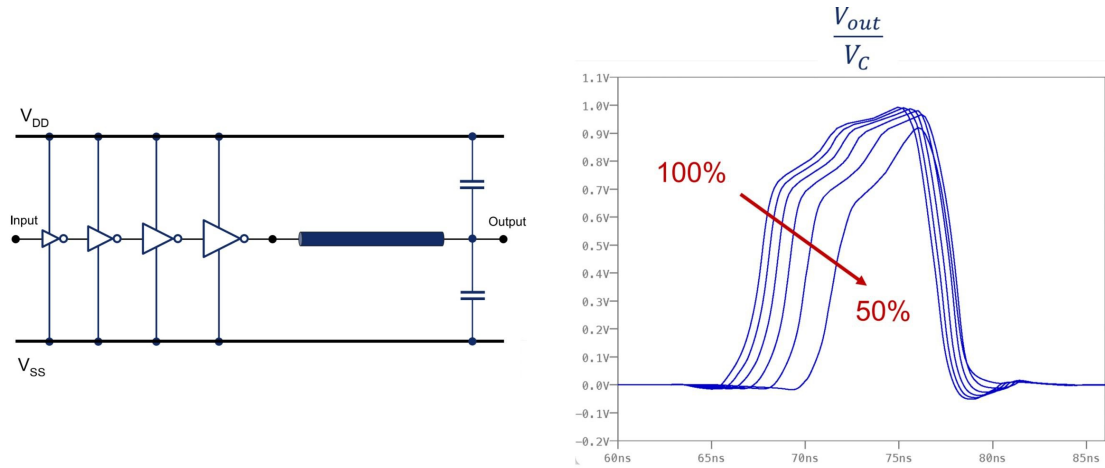 V_DD
Input
Output
V_SS
V_out
V_C
1.1V
1.0V
0.9V
0.8V
0.7V
0.6V
0.5V
0.4V
0.3V
0.2V
0.1V
0.0V
-0.1V
-0.2V
100%
50%
60ns
65ns
70ns
75ns
80ns
85ns